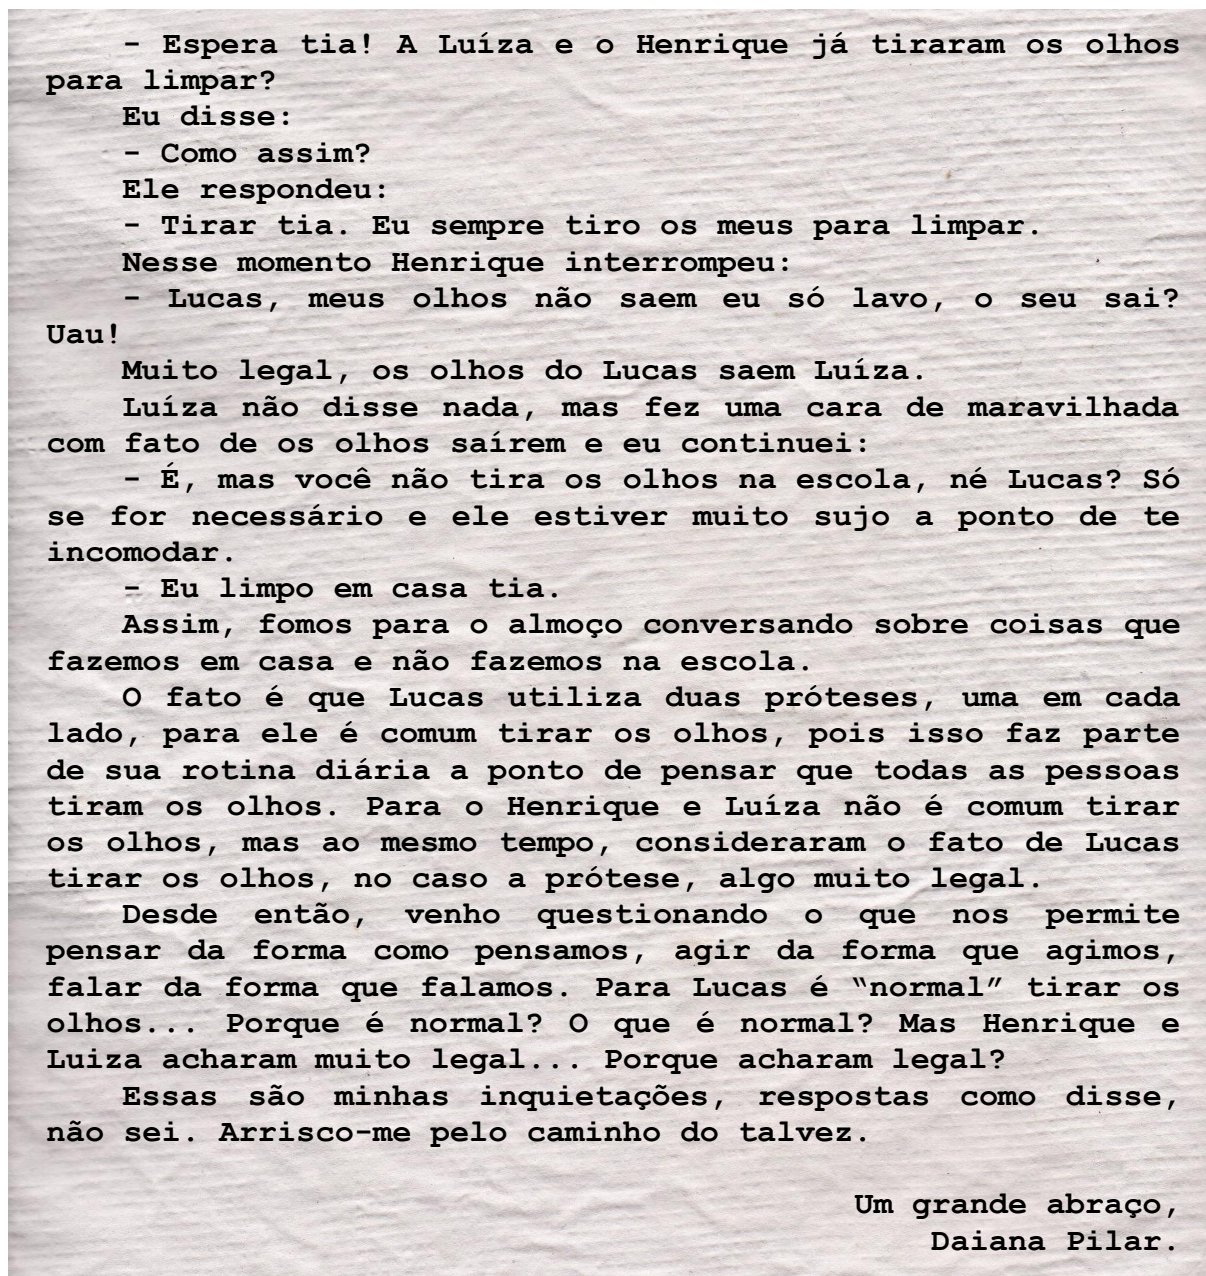 - Espera tia! A Luíza e o Henrique já tiraram os olhos
para limpar?
Eu disse:
- Como assim?
Ele respondeu:
- Tirar tia. Eu sempre tiro os meus para limpar.
Nesse momento Henrique interrompeu:
- Lucas, meus olhos não saem eu só lavo, o seu sai?
Uau!
Muito legal, os olhos do Lucas saem Luíza.
Luíza não disse nada, mas fez uma cara de maravilhada
com fato de os olhos saírem e eu continuei:
- É, mas você não tira os olhos na escola, né Lucas? Só
se for necessário e ele estiver muito sujo a ponto de te
incomodar.
- Eu limpo em casa tia.
Assim, fomos para o almoço conversando sobre coisas que
fazemos em casa e não fazemos na escola.
O fato é que Lucas utiliza duas próteses, uma em cada
lado, para ele é comum tirar os olhos, pois isso faz parte
de sua rotina diária a ponto de pensar que todas as pessoas
tiram os olhos. Para o Henrique e Luíza não é comum tirar
os olhos, mas ao mesmo tempo, consideraram o fato de Lucas
tirar os olhos, no caso a prótese, algo muito legal.
Desde então, venho questionando o que nos permite
pensar da forma como pensamos, agir da forma que agimos,
falar da forma que falamos. Para Lucas é “normal” tirar os
olhos... Porque é normal? O que é normal? Mas Henrique e
Luiza acharam muito legal... Porque acharam legal?
Essas são minhas inquietações, respostas como disse,
não sei. Arrisco-me pelo caminho do talvez.
Um grande abraço,
Daiana Pilar.